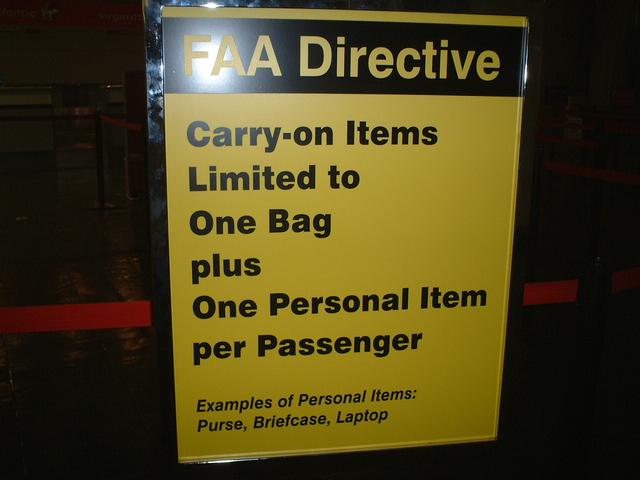 FAA Directive
Carry-on Items
Limited to
One Bag
plus
One Personal Item
per Passenger
Examples of Personal Items:
Purse, Briefcase, Laptop